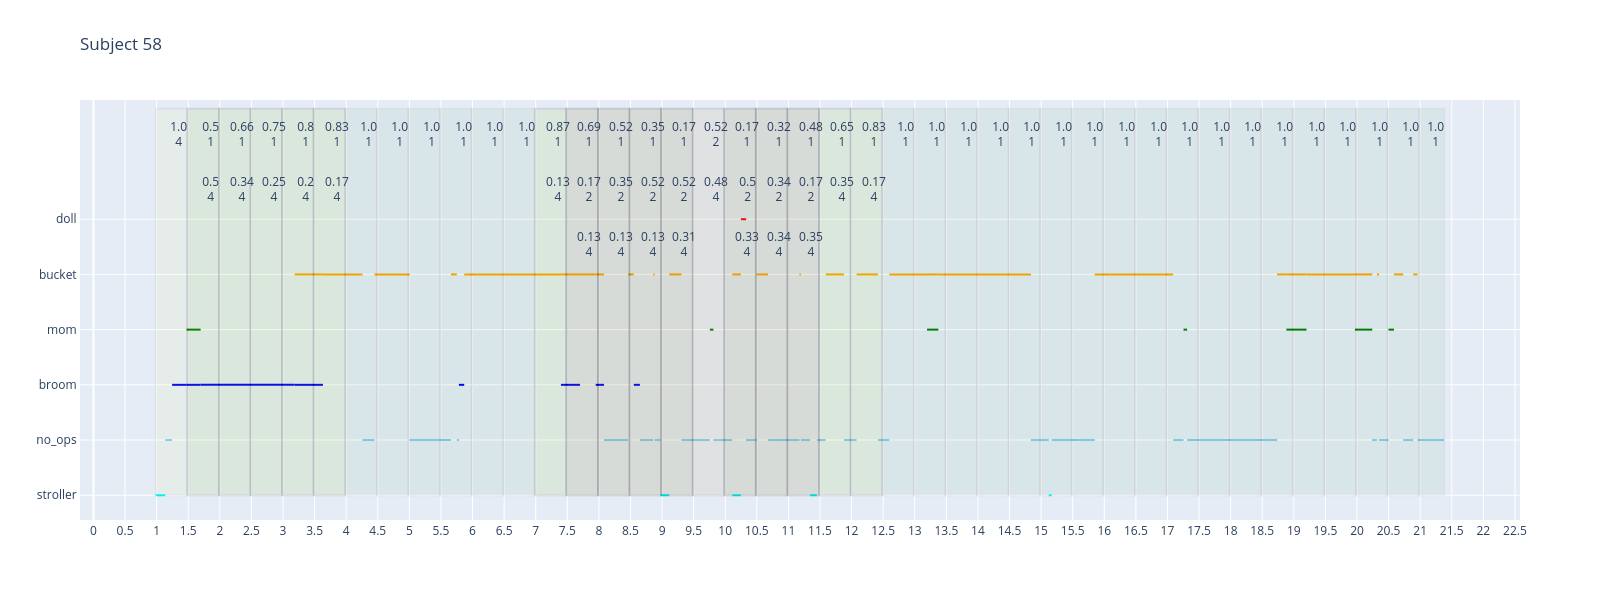 Subject 58
1.0 0.5 0.66 0.75 0.8 0.83 1.0 1.0 1.0 1.0 1.0 1.0 0.87 0.69 0.52 0.35 0.17 0.52 0.17 0.32 0.48 0.65 0.83 1.0 1.0 1.0 1.0 1.0 1.0 1.0 1.0 1.0 1.0 1.0 1.0 1.0 1.0 1.0 1.0 1.0 1.0
4 1 1 1 1 1 1 1 1 1 1 1 1 1 1 1 1 2 1 1 1 1 1 1 1 1 1 1 1 1 1 1 1 1 1 1 1 1 1 1 1
0.5 0.34 0.25 0.2 0.17 0.13 0.17 0.35 0.52 0.52 0.48 0.5 0.34 0.17 0.35 0.17
4 4 4 4 4 4 2 2 2 2 4 2 2 2 4 4
doll
0.13 0.13 0.13 0.31 0.33 0.34 0.35
4 4 4 4 4 4 4
bucket
mom
broom
no_ops
stroller
0 0.5 1 1.5 2 2.5 3 3.5 4 4.5 5 5.5 6 6.5 7 7.5 8 8.5 9 9.5 10 10.5 11 11.5 12 12.5 13 13.5 14 14.5 15 15.5 16 16.5 17 17.5 18 18.5 19 19.5 20 20.5 21 21.5 22 22.5